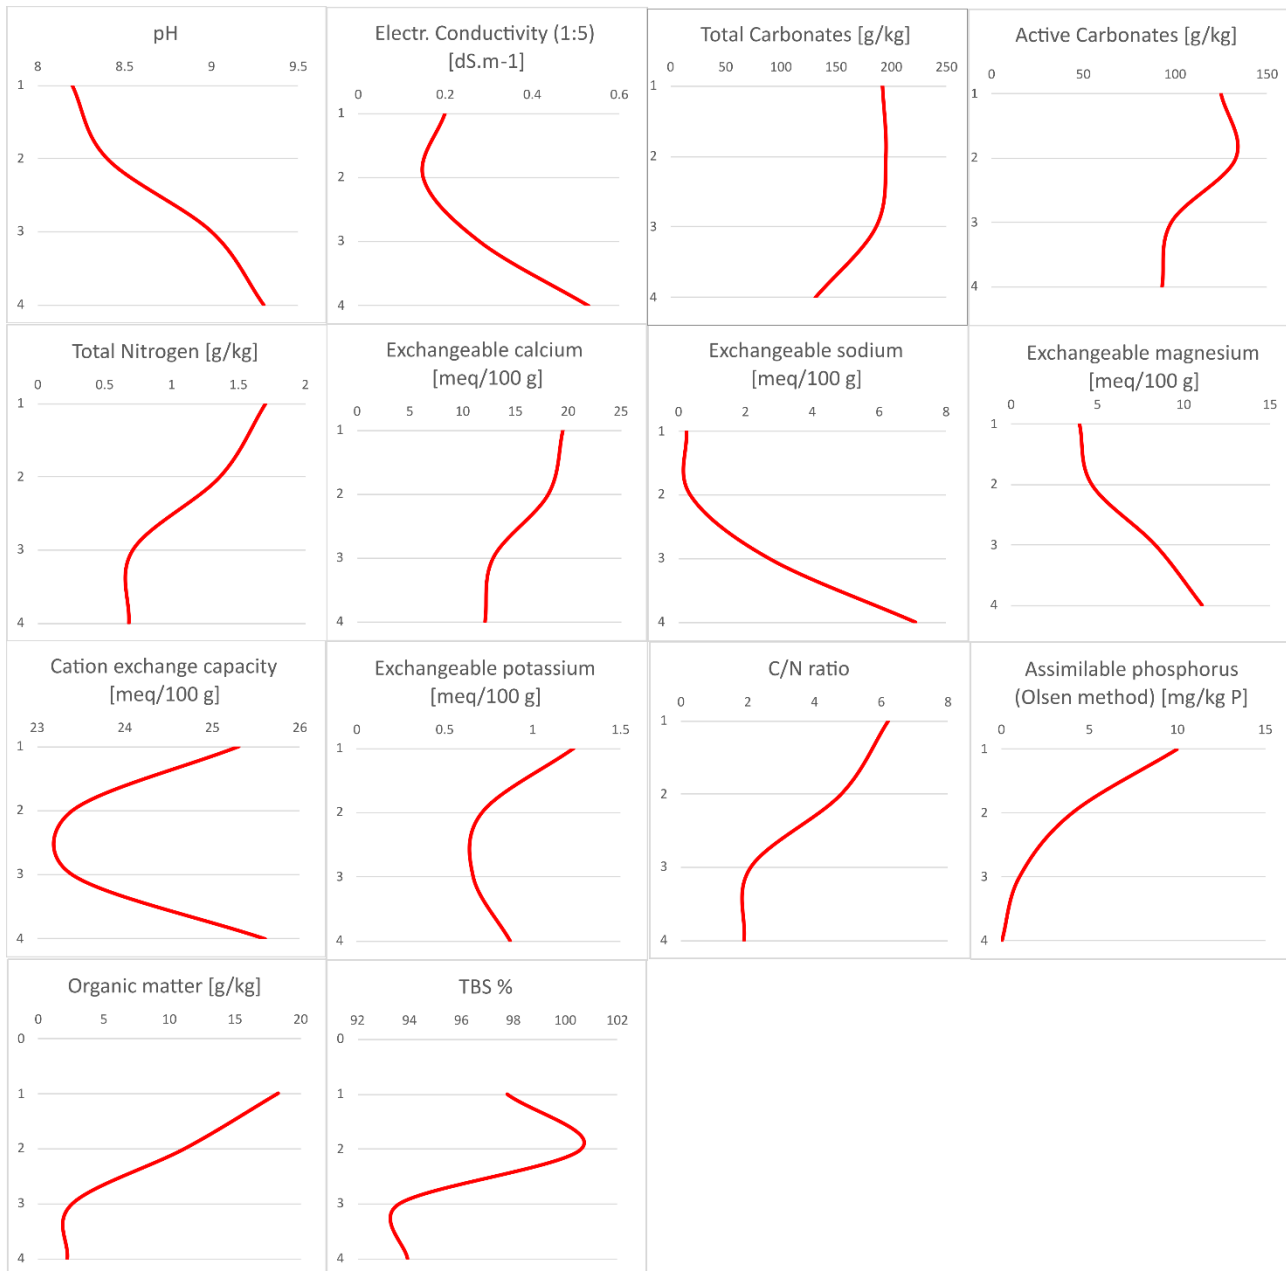 pH
8 8.5 9 9.5
1
2
3
4
Electr. Conductivity (1:5)
[dS.m-1]
0 0.2 0.4 0.6
1
2
3
4
Total Carbonates [g/kg]
0 50 100 150 200 250
1
2
3
4
Active Carbonates [g/kg]
0 50 100 150
1
2
3
4
Total Nitrogen [g/kg]
0 0.5 1 1.5 2
1
2
3
4
Exchangeable calcium
[meq/100 g]
0 5 10 15 20 25
1
2
3
4
Exchangeable sodium
[meq/100 g]
0 2 4 6 8
1
2
3
4
Exchangeable magnesium
[meq/100 g]
0 5 10 15
1
2
3
4
Cation exchange capacity
[meq/100 g]
23 24 25 26
1
2
3
4
Exchangeable potassium
[meq/100 g]
0 0.5 1 1.5
1
2
3
4
C/N ratio
0 2 4 6 8
1
2
3
4
Assimilable phosphorus
(Olsen method) [mg/kg P]
0 5 10 15
1
2
3
4
Organic matter [g/kg]
0 5 10 15 20
0
1
2
3
4
TBS %
92 94 96 98 100 102
0
1
2
3
4